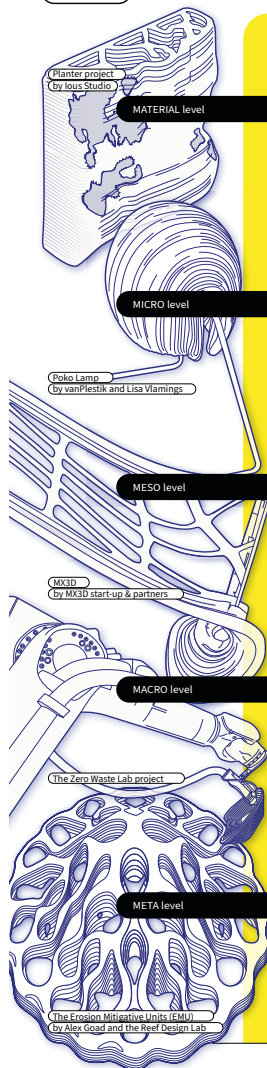 Planter project
by Ious Studio
MATERIAL level
MICRO level
Poko Lamp
by vanPlestik and Lisa Vlamings
MESO level
MX3D
by MX3D start-up & partners
MACRO level
The Zero Waste Lab project
META level
The Erosion Mitigative Units (EMU)
by Alex Goad and the Reef Design Lab